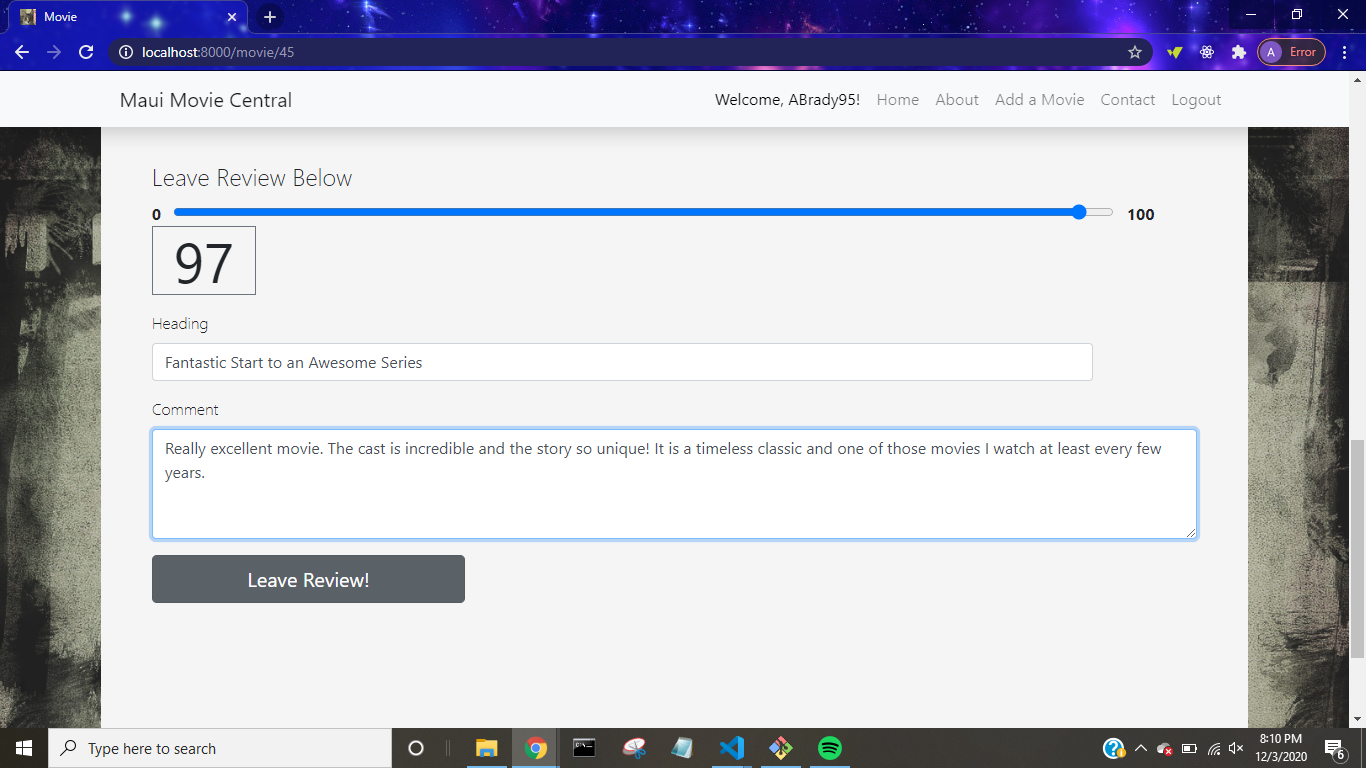 Movie
localhost:8000/movie/45
A Error
Maui Movie Central
Welcome, ABrady95! Home About Add a Movie Contact Logout
Leave Review Below
0 100
97
Heading
Fantastic Start to an Awesome Series
Comment
Really excellent movie. The cast is incredible and the story so unique! It is a timeless classic and one of those movies I watch at least every few
years.
Leave Review!
Type here to search
8:10 PM
12/3/2020
6